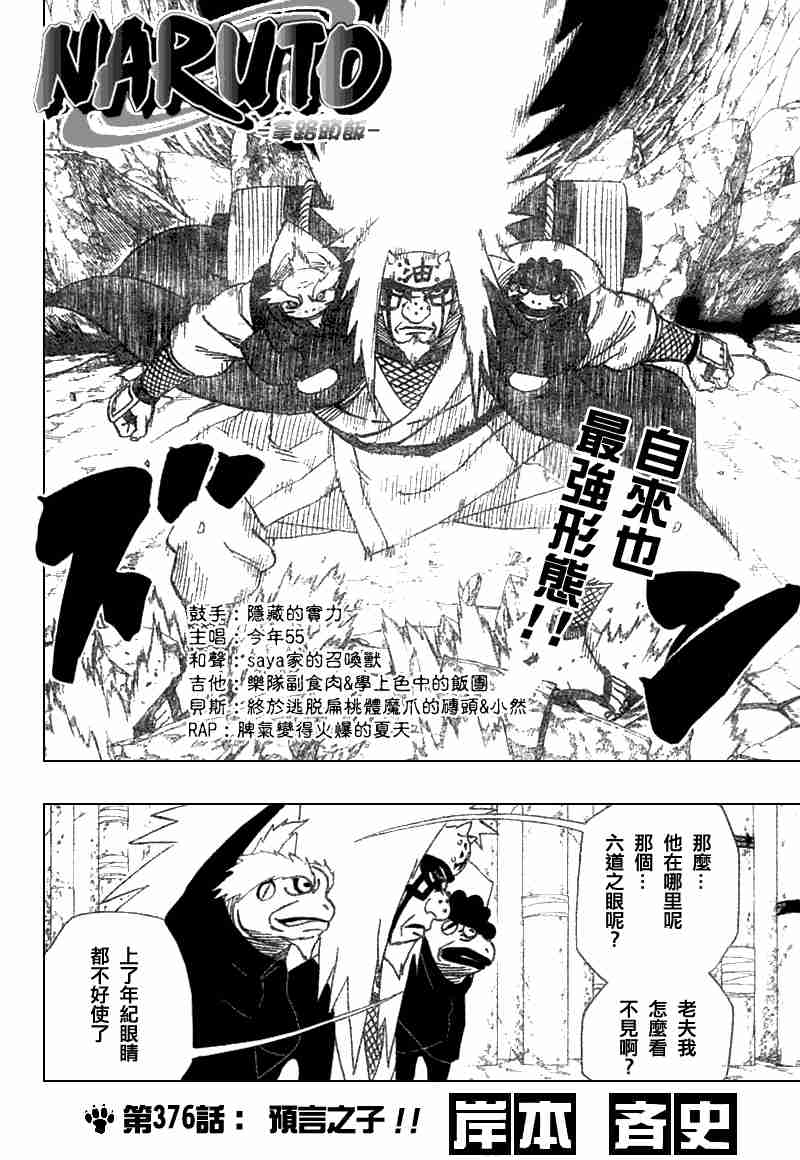 NARUTO
-拿路嘟飯-
油
自來也
最強形態!!
ズ
ン
鼓手：隱藏的實力
主唱：今年55
和聲：saya家的召喚獸
吉他：樂隊副食肉&學上色中的飯團
貝斯：終於逃脱扁桃體魔爪的磚頭&小然
RAP：脾氣變得火爆的夏天
那麼…
他在哪里呢
那個…
六道之眼呢？
老夫我
怎麼看
不見啊？
上了年紀眼睛
都不好使了
第376話： 預言之子!!
岸本 斉史